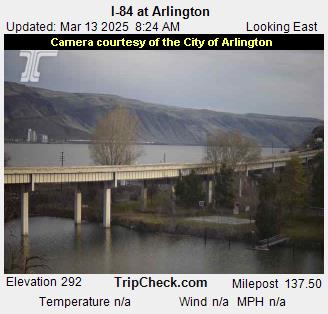 I-84 at Arlington
Updated: Mar 13 2025 8:24 AM Looking East
Camera courtesy of the City of Arlington
Elevation 292 TripCheck.com Milepost 137.50
Temperature n/a Wind n/a MPH n/a